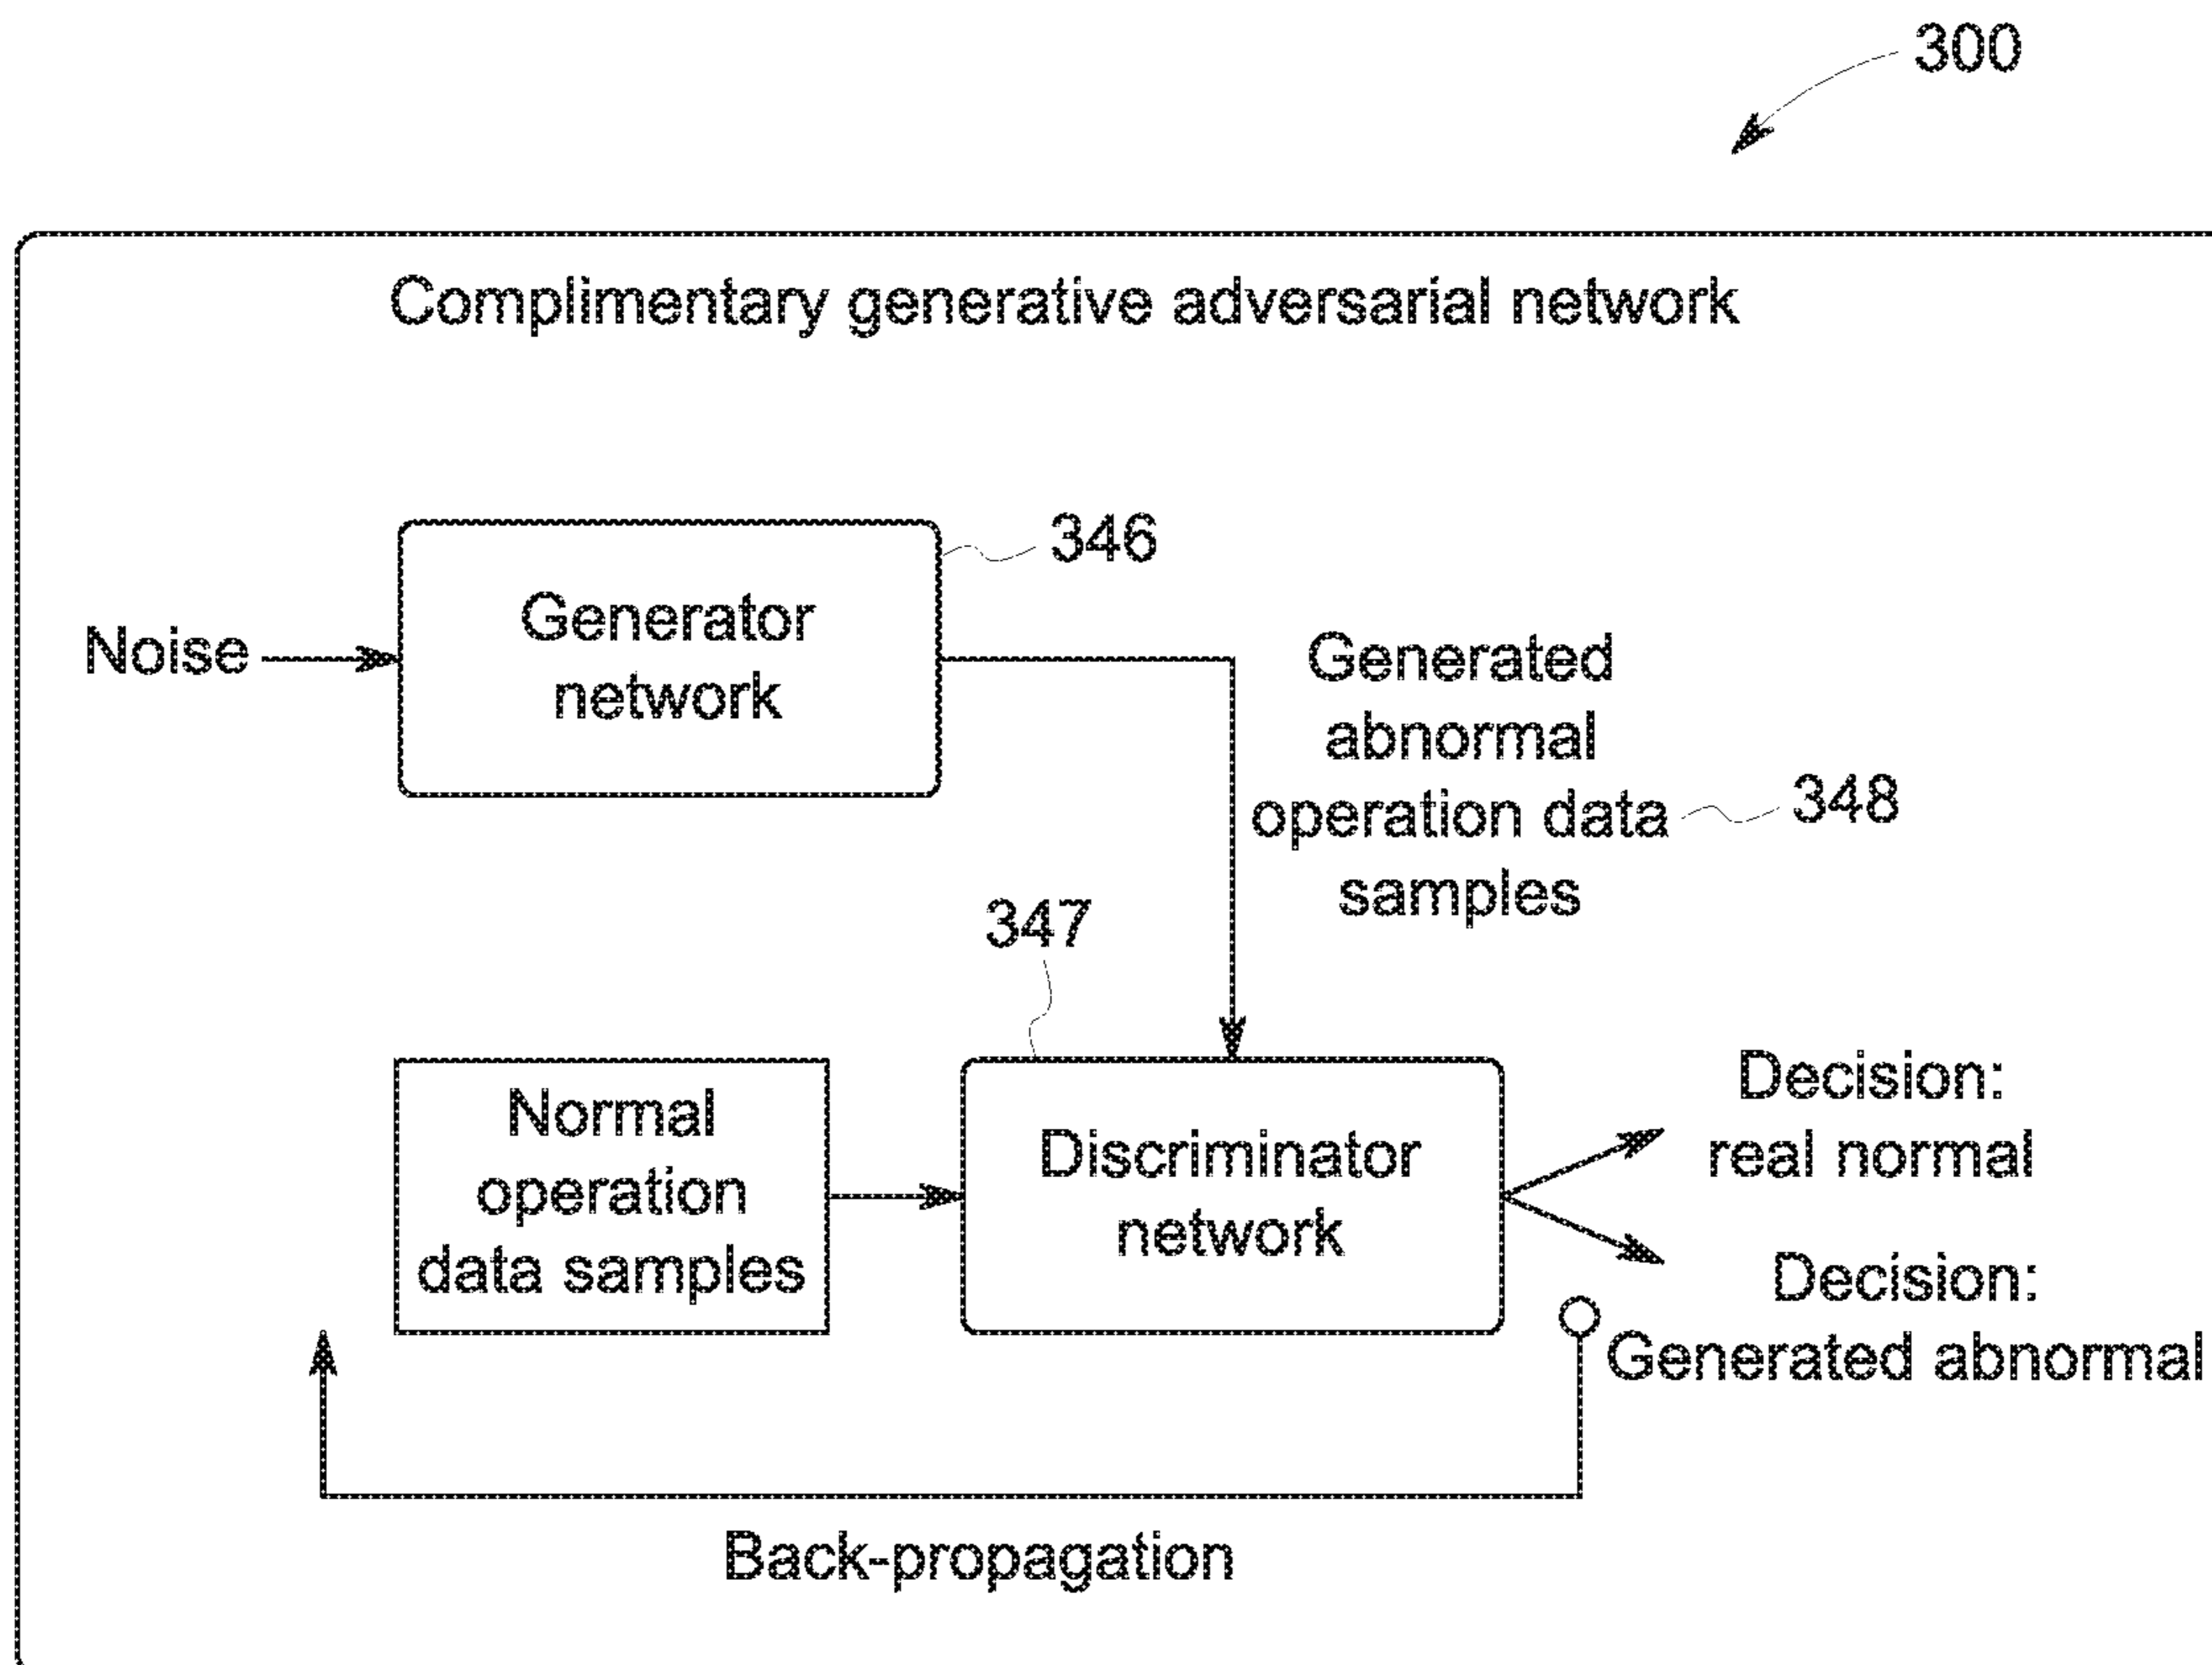 300
Complimentary generative adversarial network
346
Generator
network
Noise
Generated
abnormal
operation data
samples
348
347
Normal
operation
data samples
Discriminator
network
Decision:
real normal
Decision:
Generated abnormal
Back-propagation